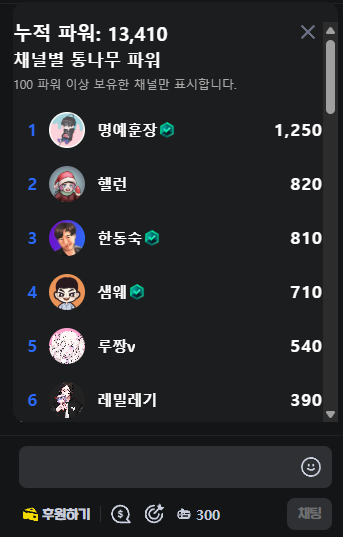 누적 파워: 13,410
채널별 통나무 파워
100 파워 이상 보유한 채널만 표시합니다.
1 명예훈장 1,250
2 헬런 820
3 한동숙 810
4 샘웨 710
5 루짱v 540
6 레밀레기 390
후원하기 300 채팅